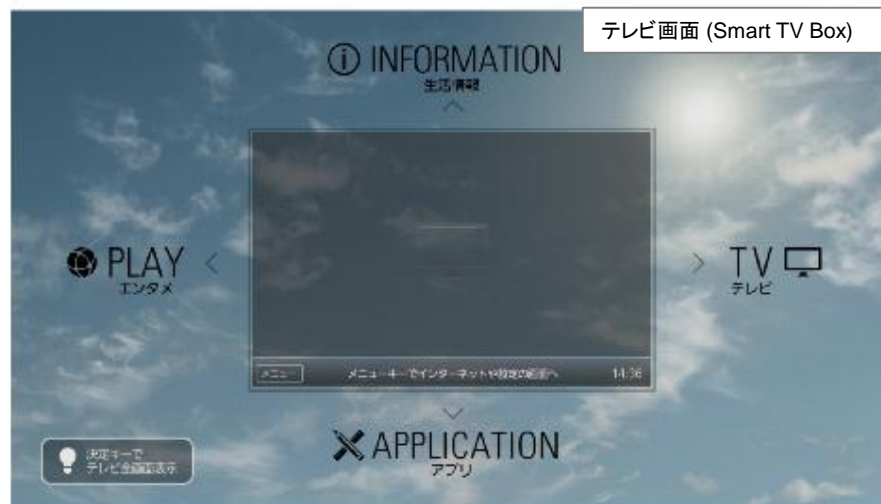 テレビ画面 (Smart TV Box)
INFORMATION
生活情報
PLAY
エンタメ
TV
テレビ
メニュー
メニューキーでインターネットや設定の画面へ
14:36
APPLICATION
アプリ
決定キーで
テレビ全画面表示